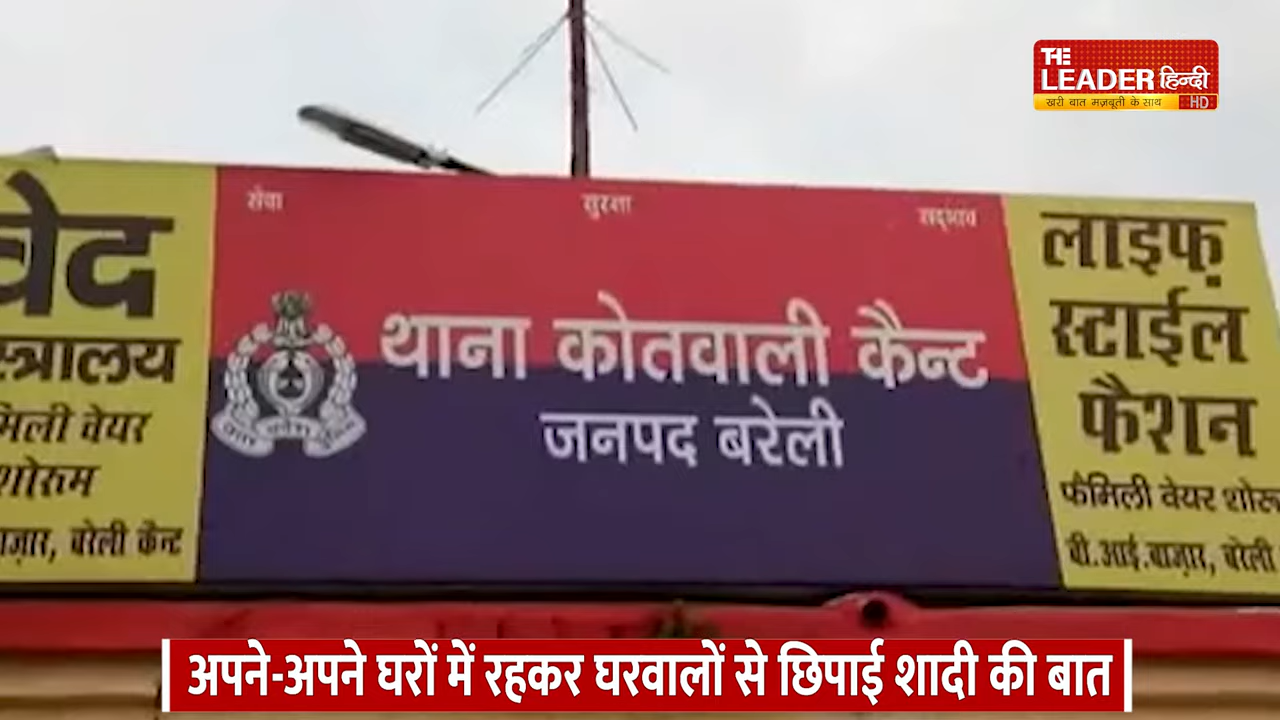 THE
LEADER हिन्दी
खरी बात मज़बूती के साथ HD
सेवा सुरक्षा सद्भाव
थाना कोतवाली कैन्ट
जनपद बरेली
वेद
स्त्रालय
मिली वेयर
शोरूम
बरेली कैन्ट
लाइफ़
स्टाईल
फैशन
फैमिली वेयर
बी.आई.बाज़ार, बरेली
अपने-अपने घरों में रहकर घरवालों से छिपाई शादी की बात